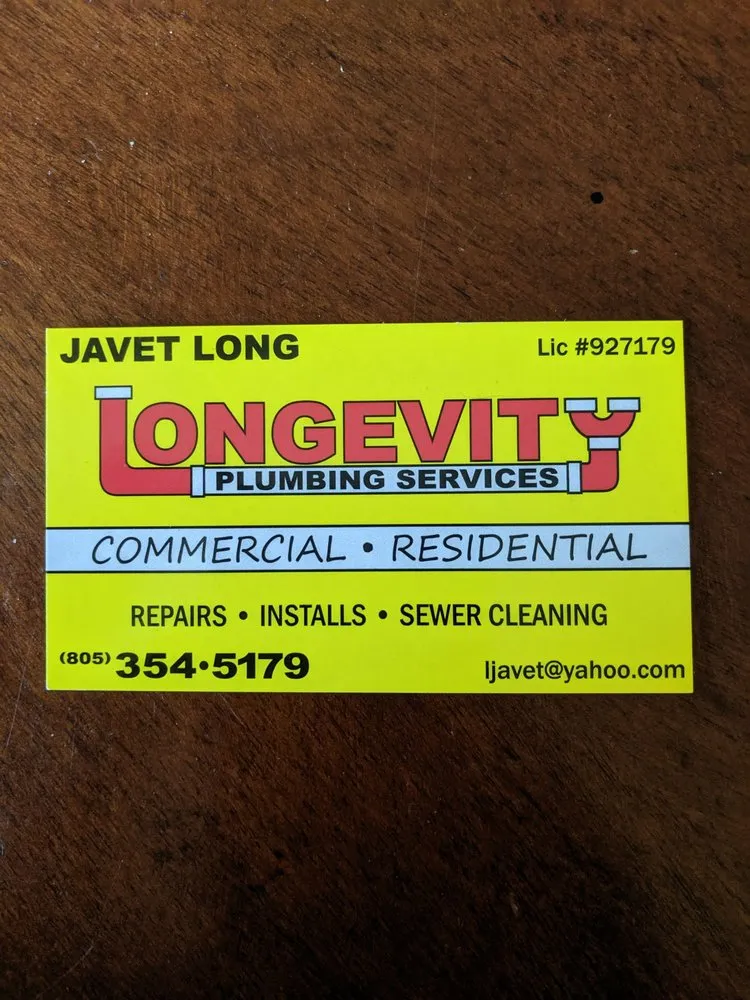 JAVET LONG
Lic #927179
LONGEVITY
PLUMBING SERVICES
COMMERCIAL • RESIDENTIAL
REPAIRS • INSTALLS • SEWER CLEANING
(805) 354•5179
ljavet@yahoo.com